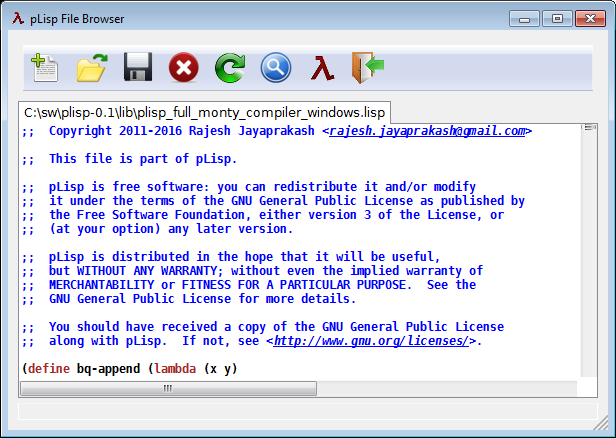 pLisp File Browser
C:\sw\plisp-0.1\lib\plisp_full_monty_compiler_windows.lisp
;;  Copyright 2011-2016 Rajesh Jayaprakash <rajesh.jayaprakash@gmail.com>
;;  This file is part of pLisp.
;;  pLisp is free software: you can redistribute it and/or modify
;;  it under the terms of the GNU General Public License as published by
;;  the Free Software Foundation, either version 3 of the License, or
;;  (at your option) any later version.
;;  pLisp is distributed in the hope that it will be useful,
;;  but WITHOUT ANY WARRANTY; without even the implied warranty of
;;  MERCHANTABILITY or FITNESS FOR A PARTICULAR PURPOSE.  See the
;;  GNU General Public License for more details.
;;  You should have received a copy of the GNU General Public License
;;  along with pLisp.  If not, see <http://www.gnu.org/licenses/>.
(define bq-append (lambda (x y)